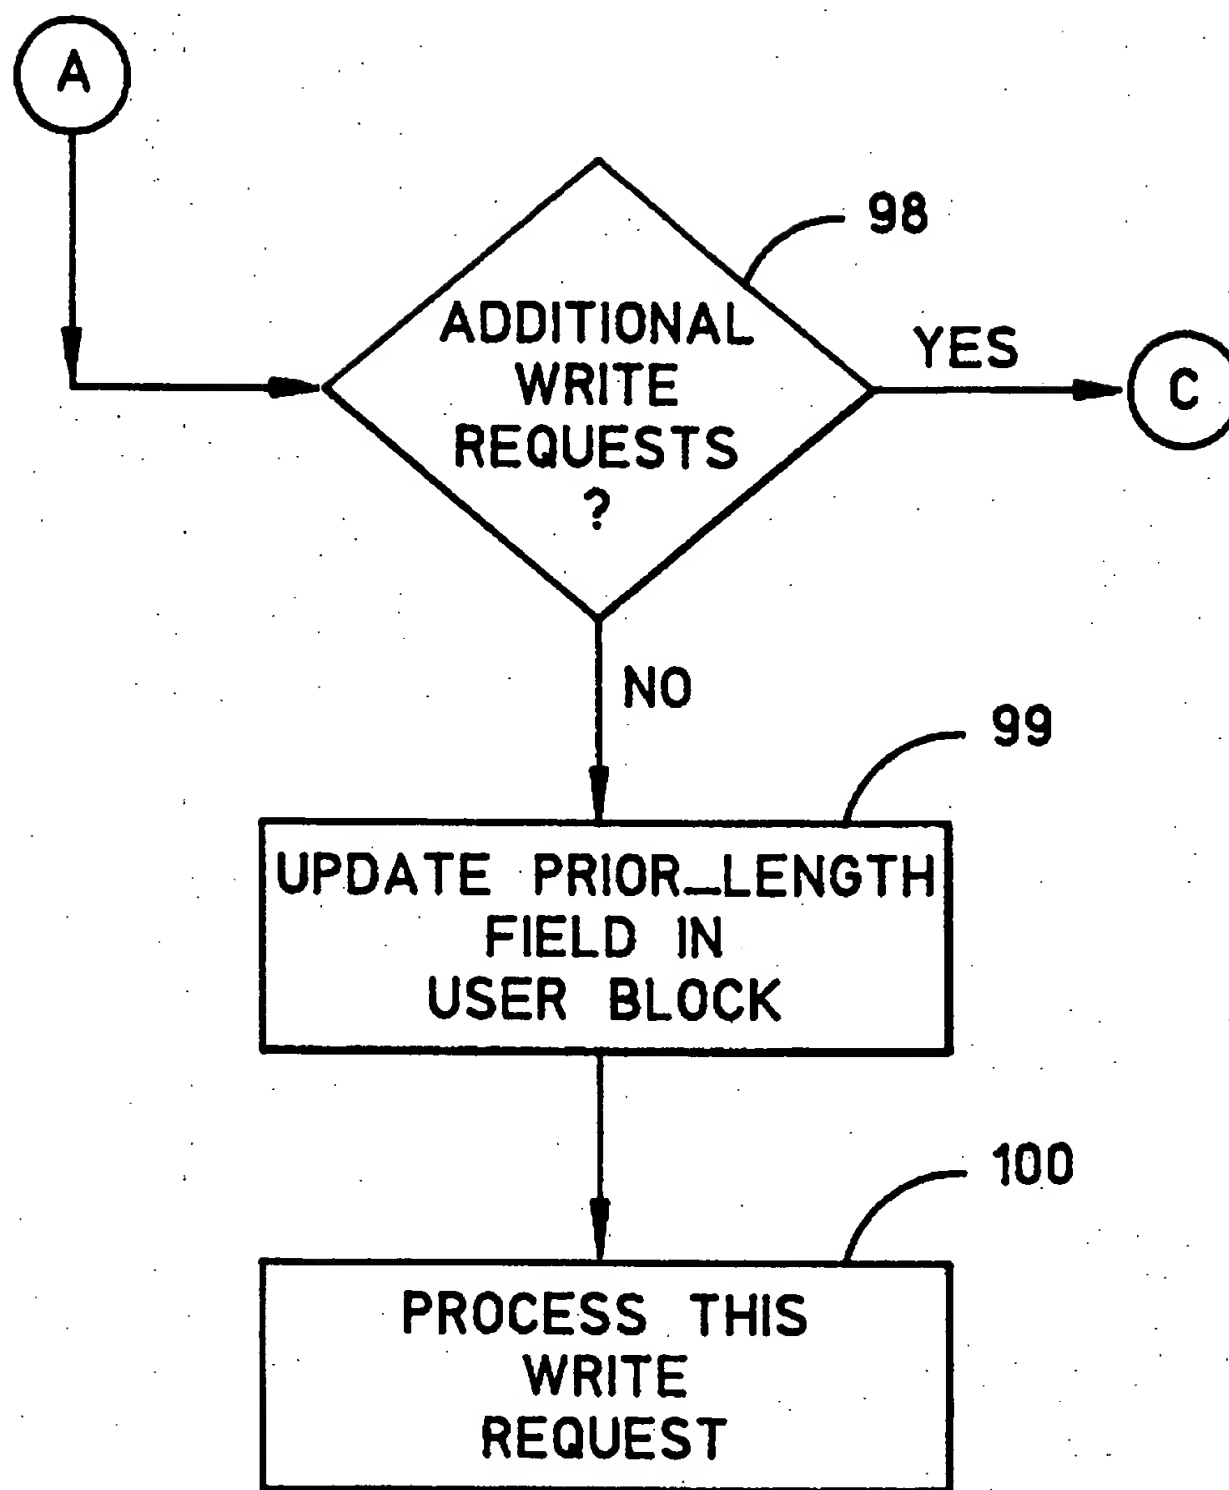 A
98
ADDITIONAL
WRITE
REQUESTS
?
YES
C
NO
99
UPDATE PRIOR_LENGTH
FIELD IN
USER BLOCK
100
PROCESS THIS
WRITE
REQUEST